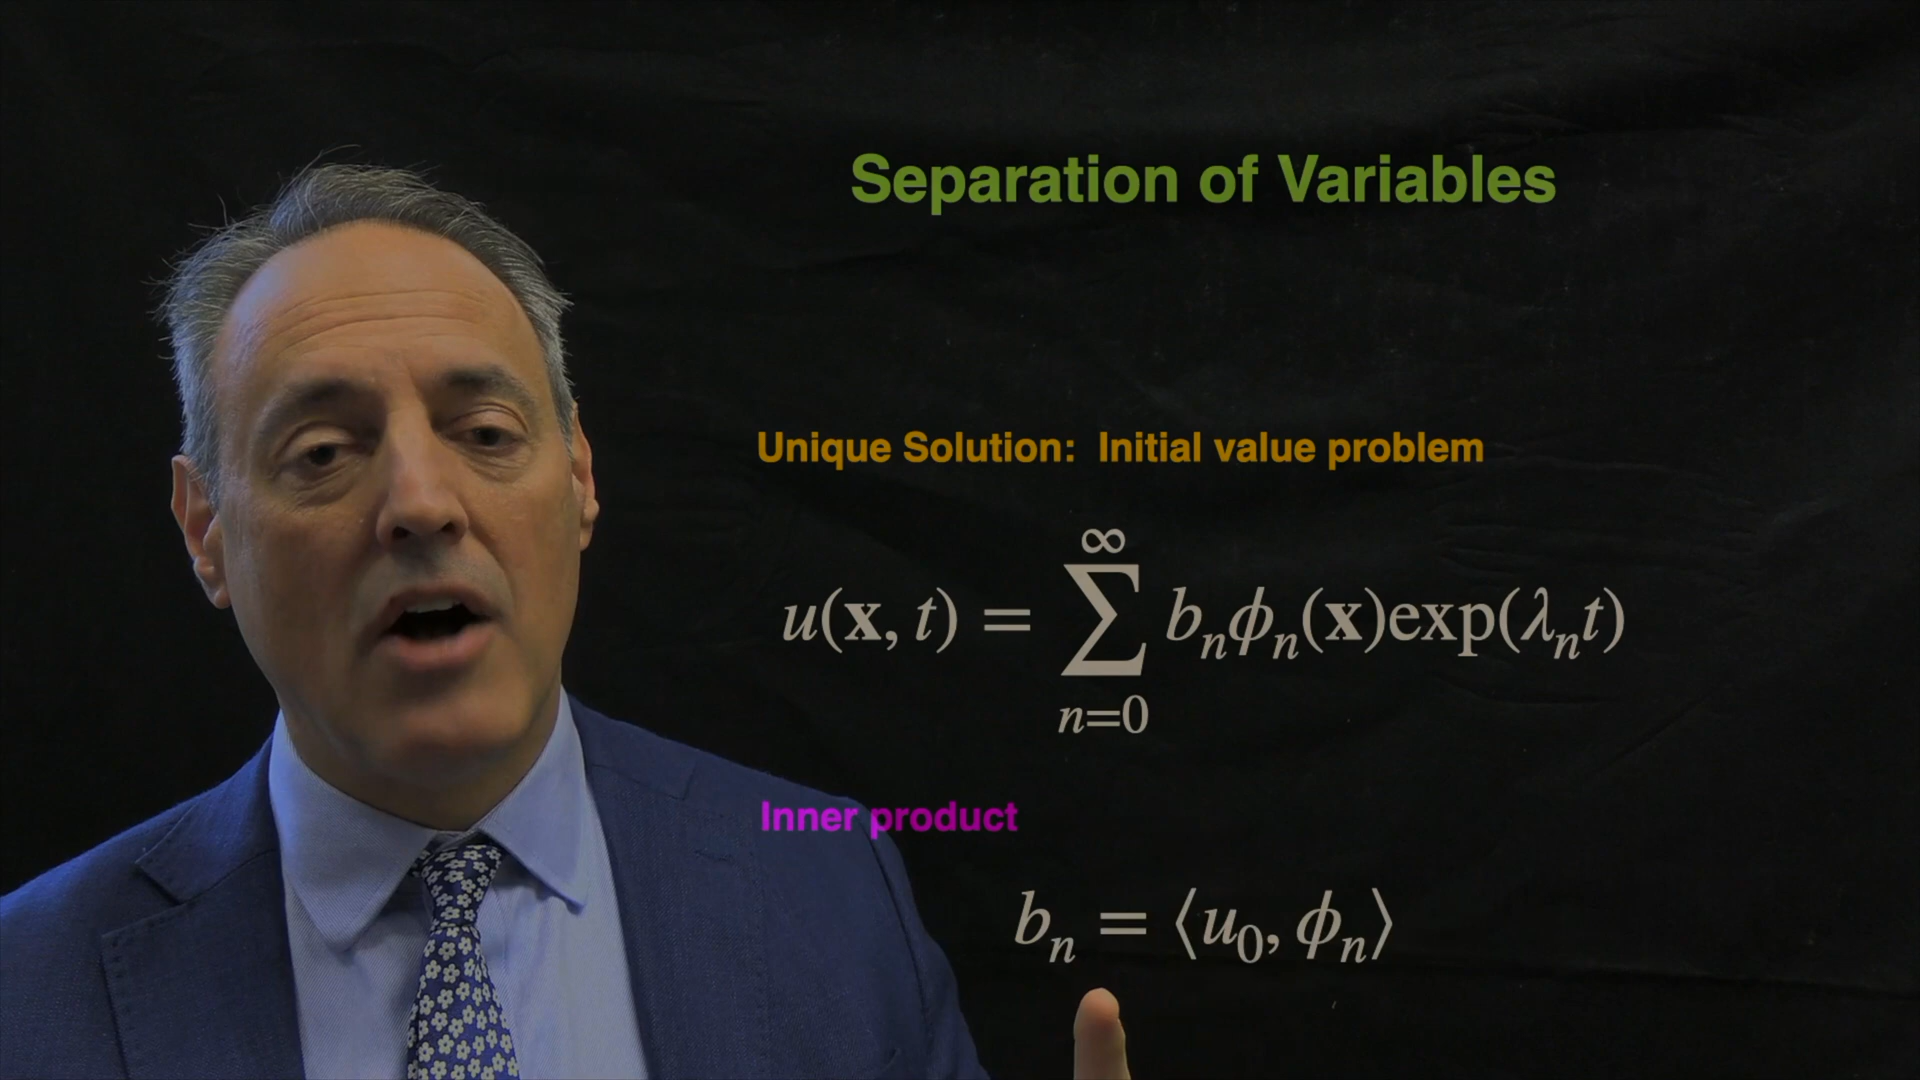 Separation of Variables
Unique Solution: Initial value problem
u(x, t) = ∑_{n=0}^{∞} b_n ϕ_n(x)exp(λ_n t)
Inner product
b_n = ⟨u_0, ϕ_n⟩